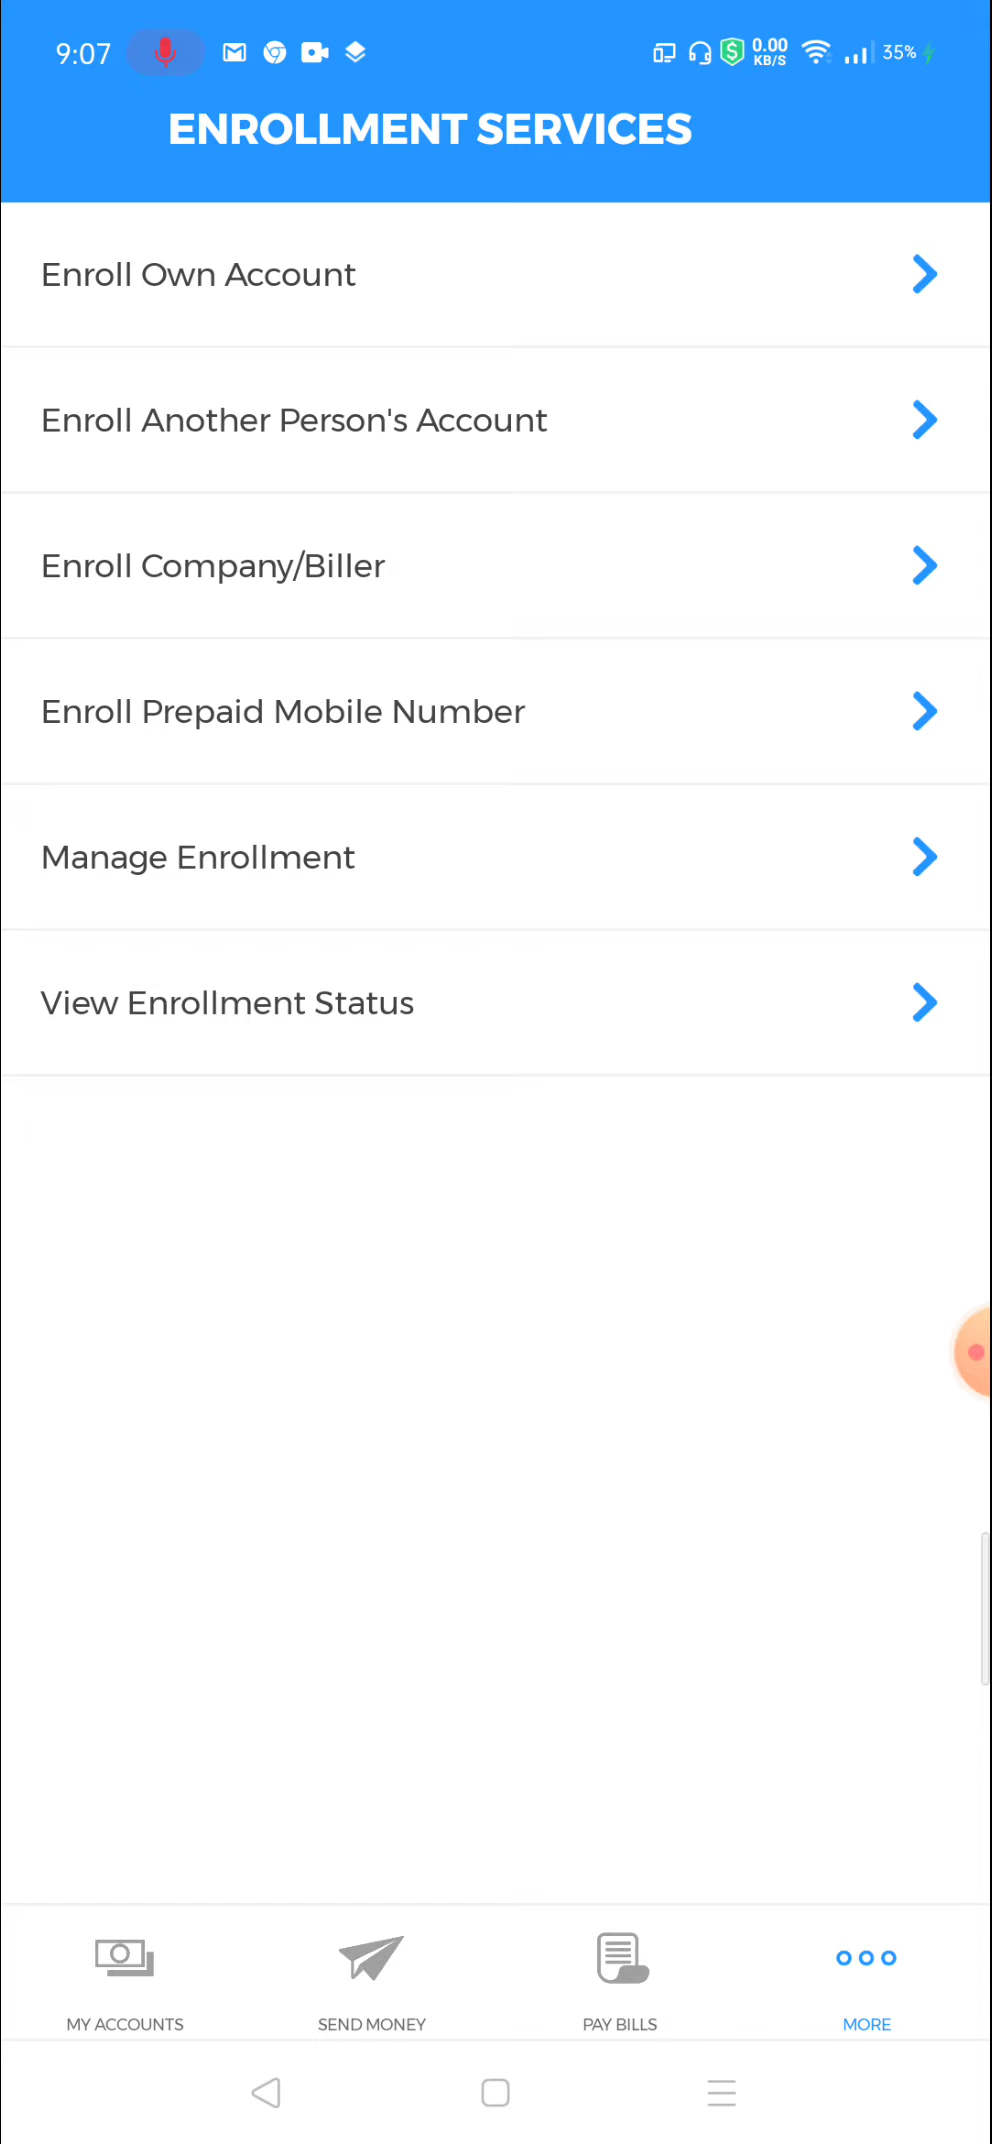 9:07
0.00
KB/S
35%
ENROLLMENT SERVICES
Enroll Own Account
Enroll Another Person's Account
Enroll Company/Biller
Enroll Prepaid Mobile Number
Manage Enrollment
View Enrollment Status
MY ACCOUNTS
SEND MONEY
PAY BILLS
MORE